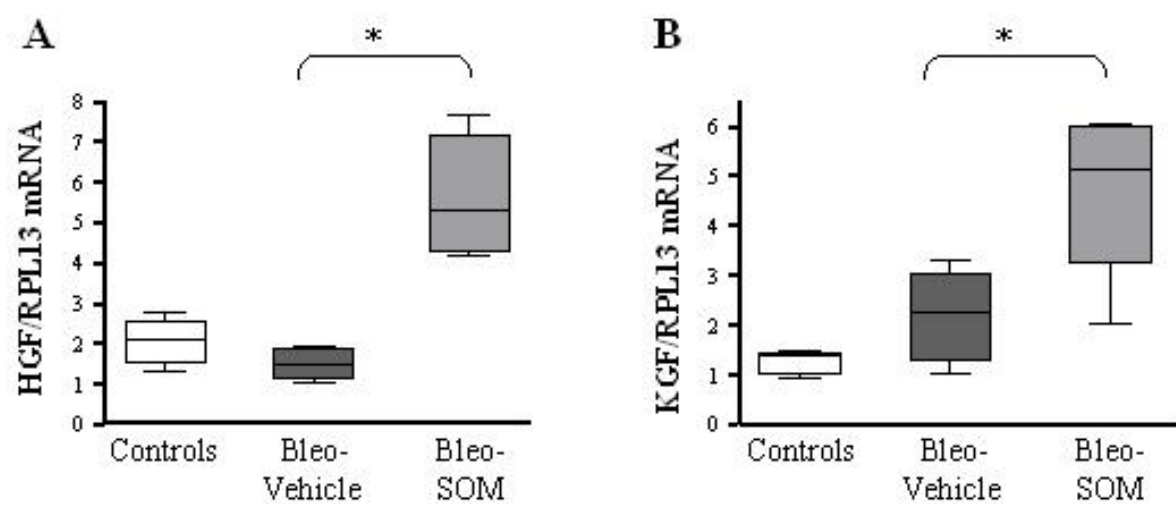 A
*
HGF/RPL13 mRNA
8
7
6
5
4
3
2
1
0
Controls
Bleo-
Vehicle
Bleo-
SOM
B
*
KGF/RPL13 mRNA
6
5
4
3
2
1
0
Controls
Bleo-
Vehicle
Bleo-
SOM